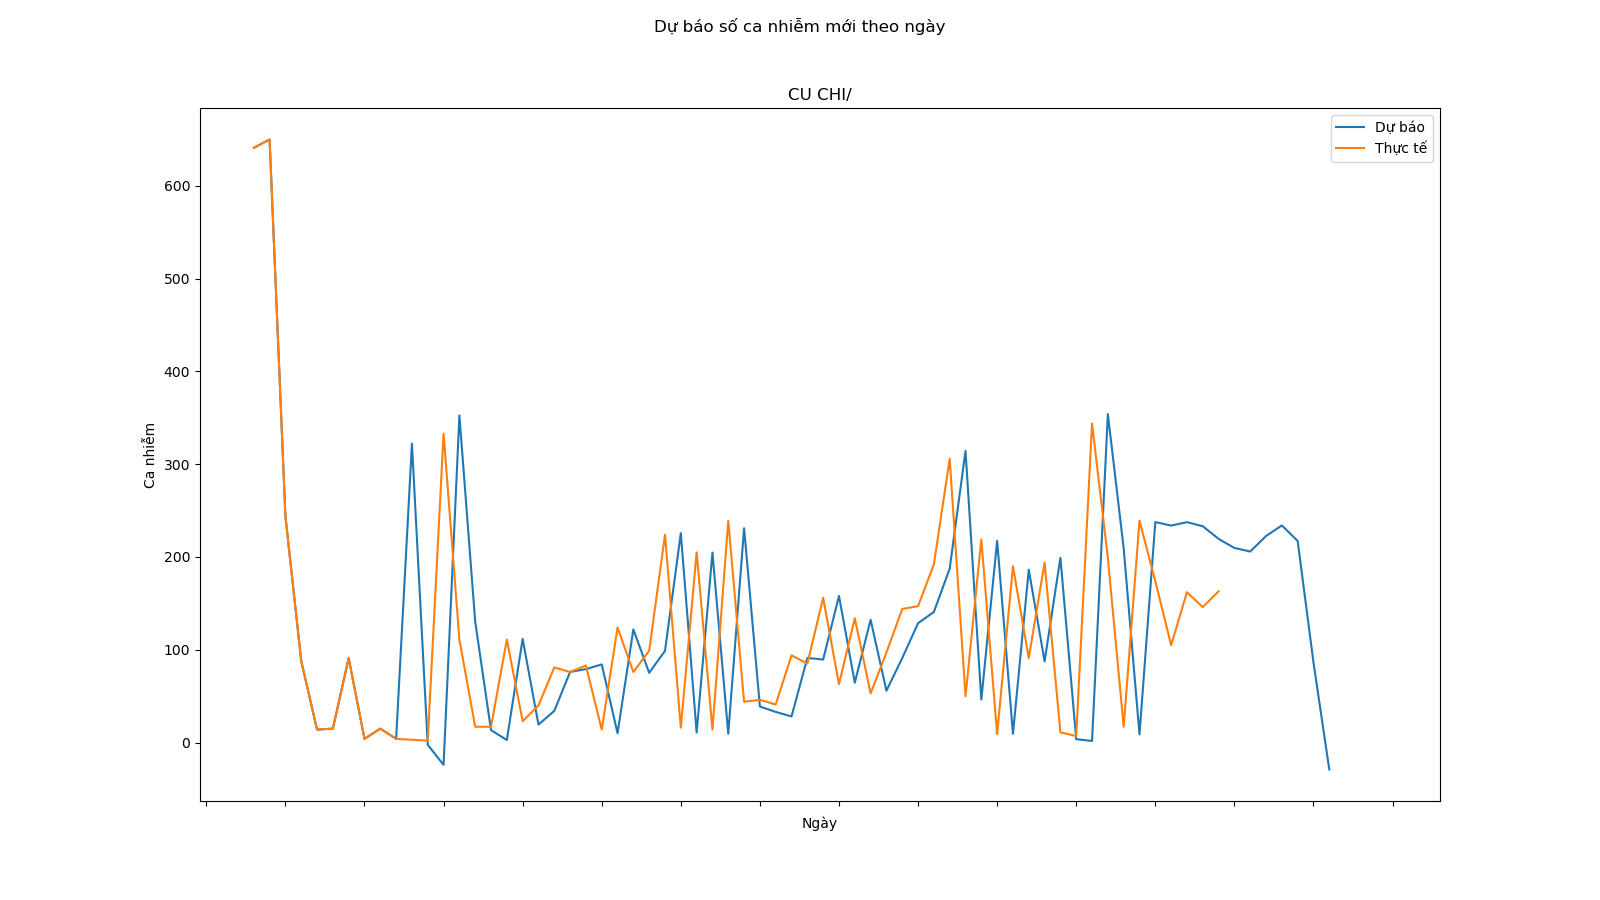 Dự báo số ca nhiễm mới theo ngày
CU CHI/
Dự báo
Thực tế
600
500
400
300
200
100
0
Ca nhiễm
Ngày